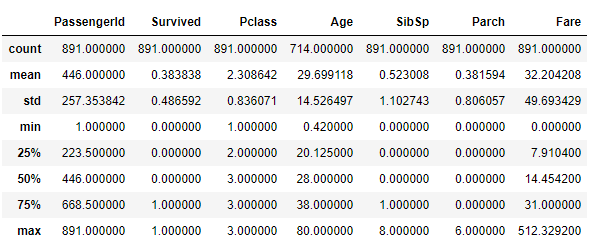 PassengerId Survived Pclass Age SibSp Parch Fare
count 891.000000 891.000000 891.000000 714.000000 891.000000 891.000000 891.000000
mean 446.000000 0.383838 2.308642 29.699118 0.523008 0.381594 32.204208
std 257.353842 0.486592 0.836071 14.526497 1.102743 0.806057 49.693429
min 1.000000 0.000000 1.000000 0.420000 0.000000 0.000000 0.000000
25% 223.500000 0.000000 2.000000 20.125000 0.000000 0.000000 7.910400
50% 446.000000 0.000000 3.000000 28.000000 0.000000 0.000000 14.454200
75% 668.500000 1.000000 3.000000 38.000000 1.000000 0.000000 31.000000
max 891.000000 1.000000 3.000000 80.000000 8.000000 6.000000 512.329200